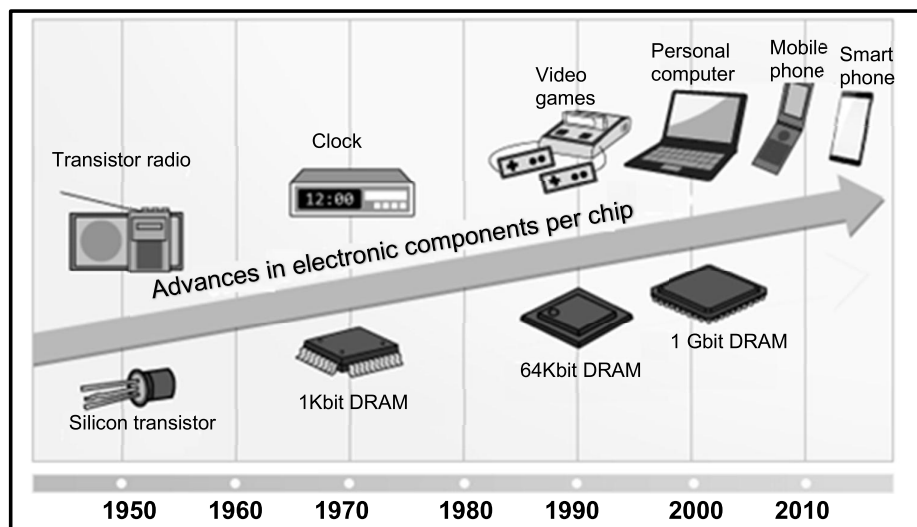 Transistor radio
Clock
Video
games
Personal
computer
Mobile
phone
Smart
phone
12:00
Advances in electronic components per chip
Silicon transistor
1Kbit DRAM
64Kbit DRAM
1 Gbit DRAM
1950
1960
1970
1980
1990
2000
2010